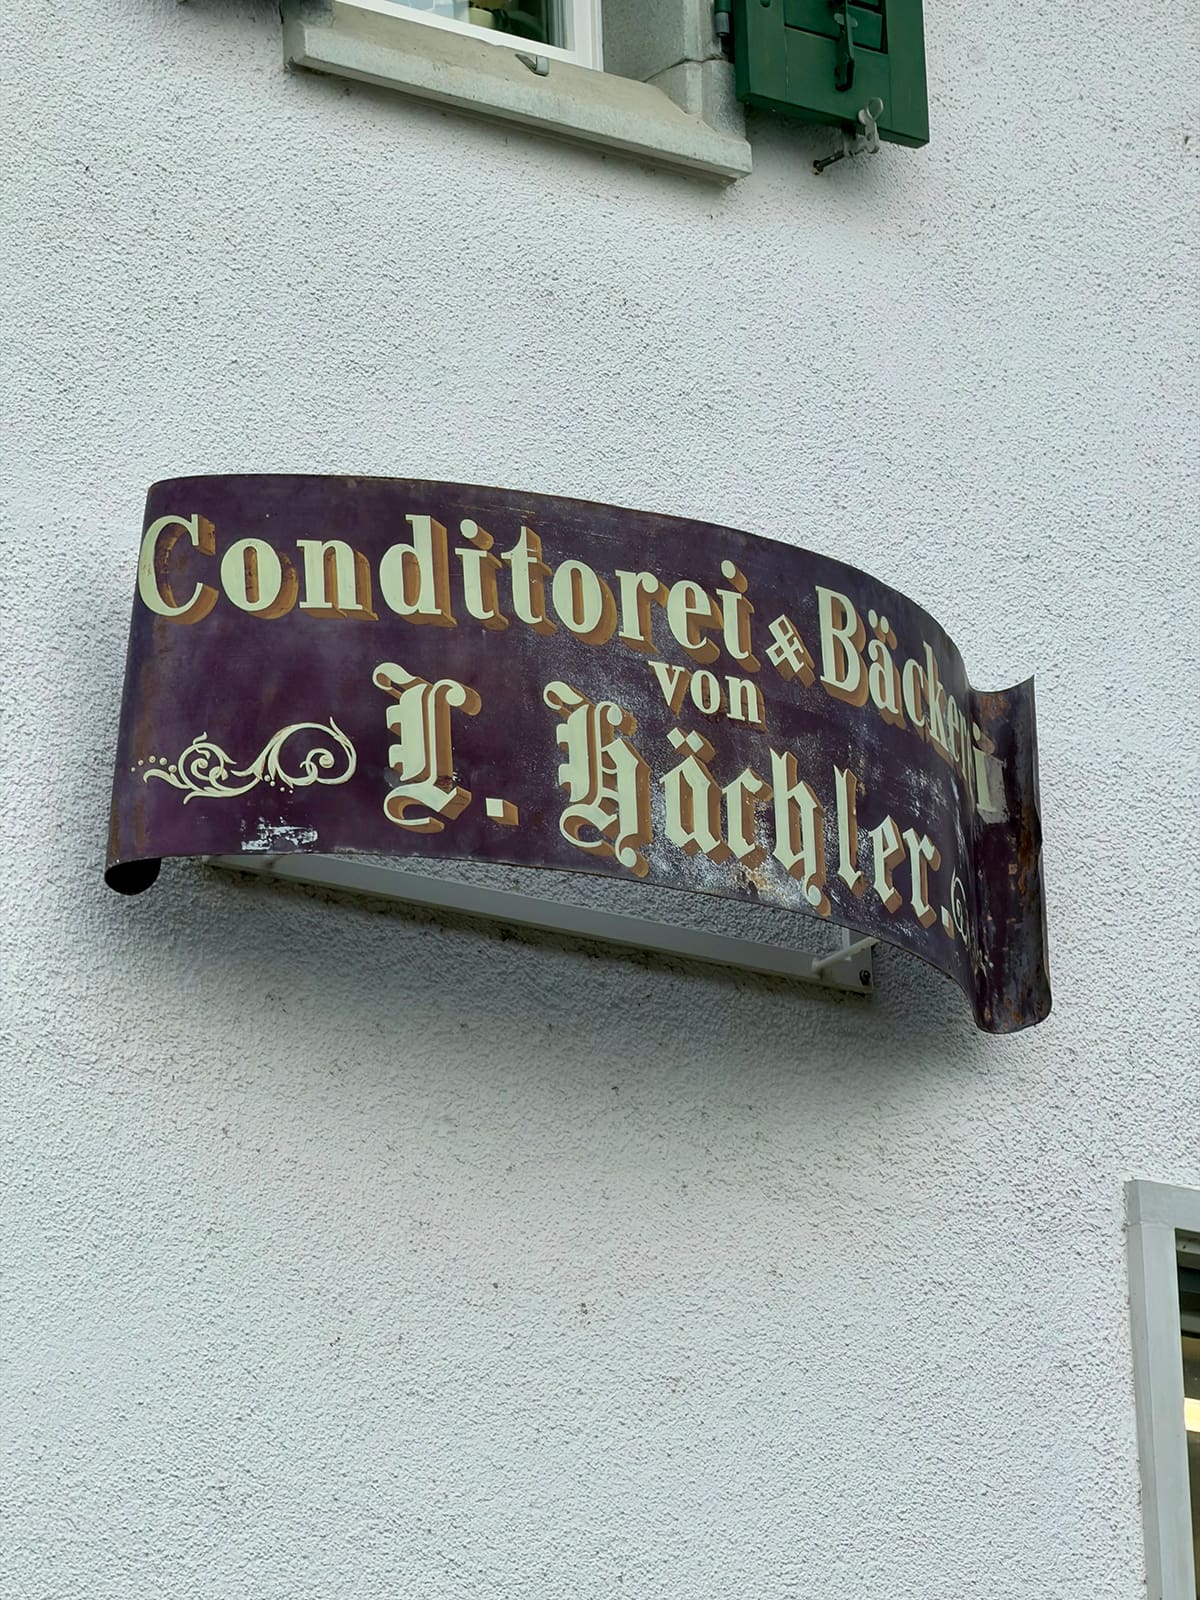 Conditorei & Bäckerei
von
L. Hächler.